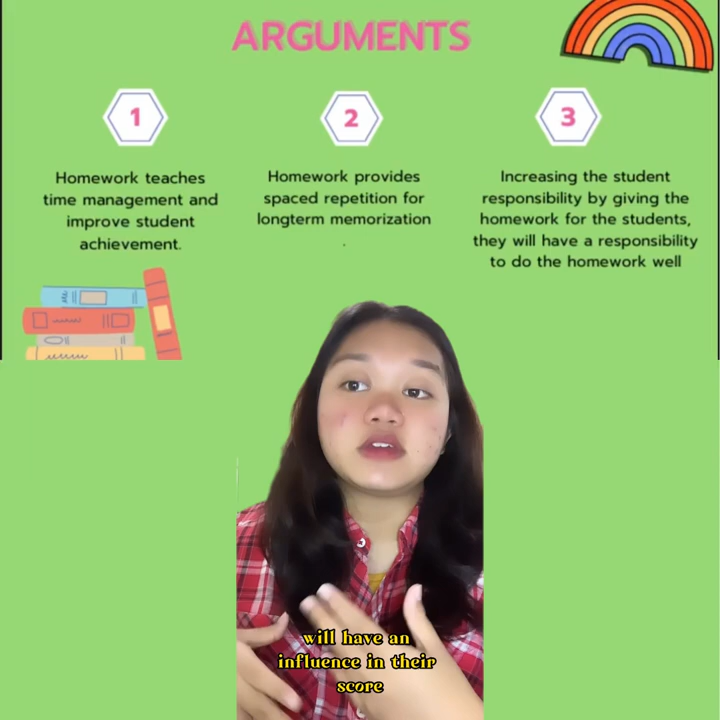 ARGUMENTS
1
2
3
Homework teaches
time management and
improve student
achievement.
Homework provides
spaced repetition for
longterm memorization
.
Increasing the student
responsibility by giving the
homework for the students,
they will have a responsibility
to do the homework well
will have an
influence in their
score